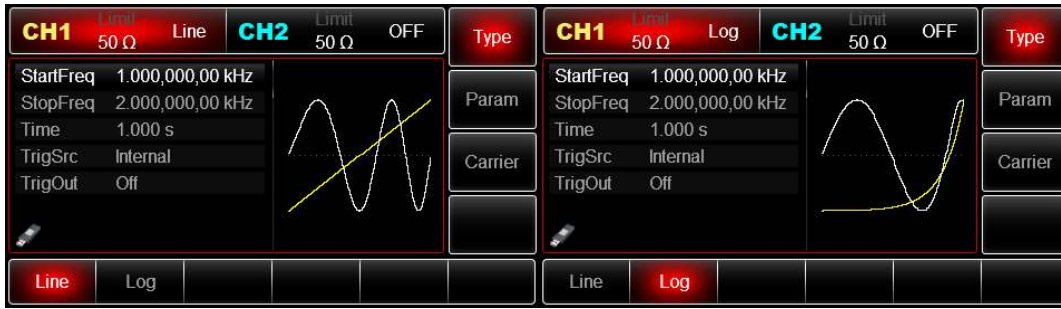 CH1 Limit 50 Ω Line CH2 Limit 50 Ω OFF Type
StartFreq 1.000,000,00 kHz
StopFreq 2.000,000,00 kHz
Param
Time 1.000 s
TrigSrc Internal
Carrier
TrigOut Off
Line Log
CH1 Limit 50 Ω Log CH2 Limit 50 Ω OFF Type
StartFreq 1.000,000,00 kHz
StopFreq 2.000,000,00 kHz
Param
Time 1.000 s
TrigSrc Internal
Carrier
TrigOut Off
Line Log